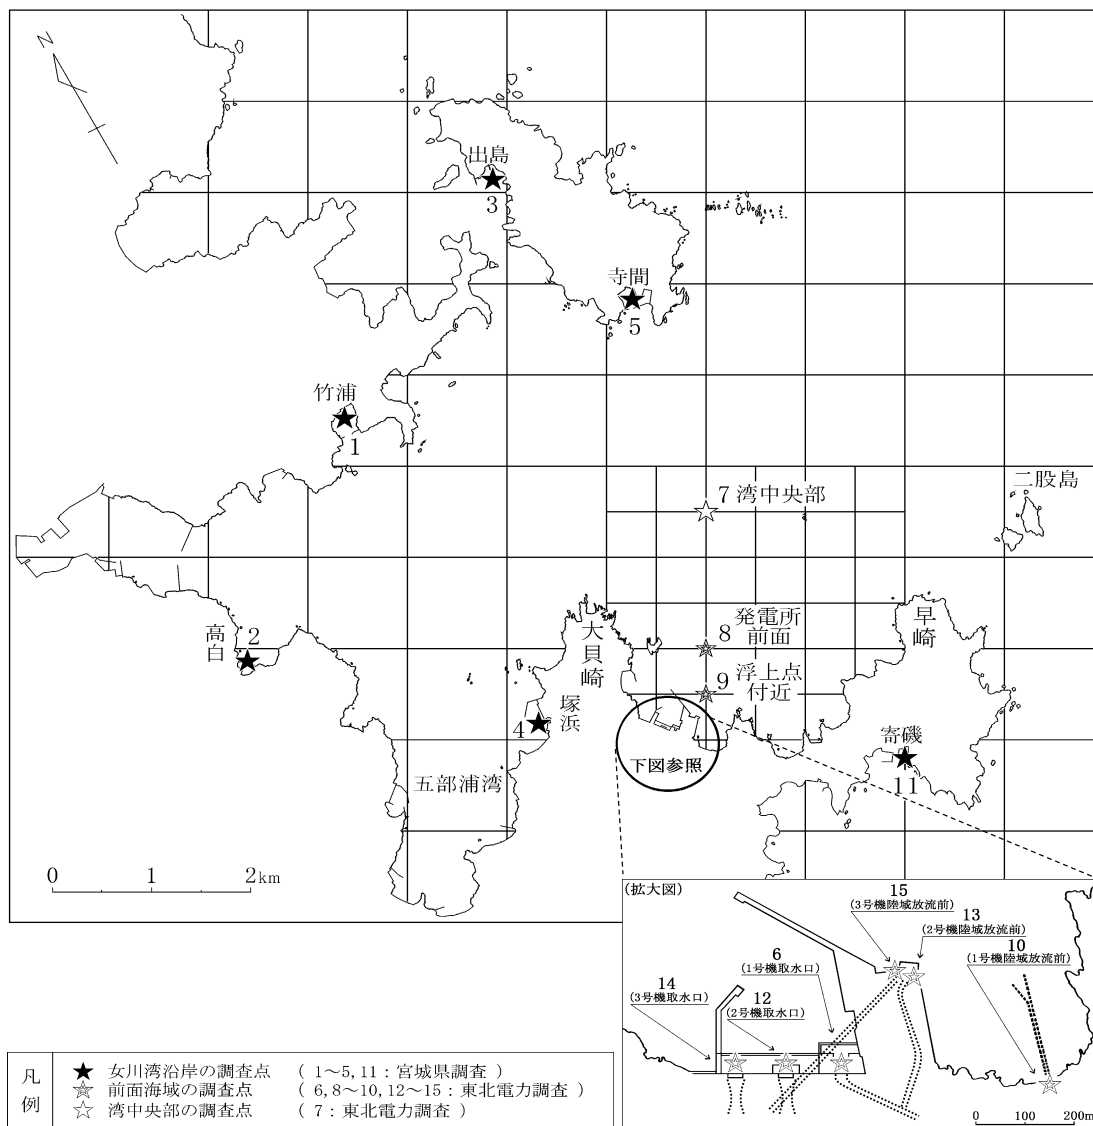 N
出島
3
寺間
5
竹浦
1
二股島
7 湾中央部
高白
2
大貝崎
8
発電所
前面
早崎
9
浮上点
付近
塚浜
4
寄磯
11
下図参照
五部浦湾
0 1 2km
(拡大図)
15
(3号機陸域放流前)
13
(2号機陸域放流前)
10
(1号機陸域放流前)
6
(1号機取水口)
14
(3号機取水口)
12
(2号機取水口)
0 100 200m
凡例
★ 女川湾沿岸の調査点 ( 1~5, 11 : 宮城県調査 )
前面海域の調査点 ( 6, 8~10, 12~15 : 東北電力調査 )
☆ 湾中央部の調査点 ( 7 : 東北電力調査 )